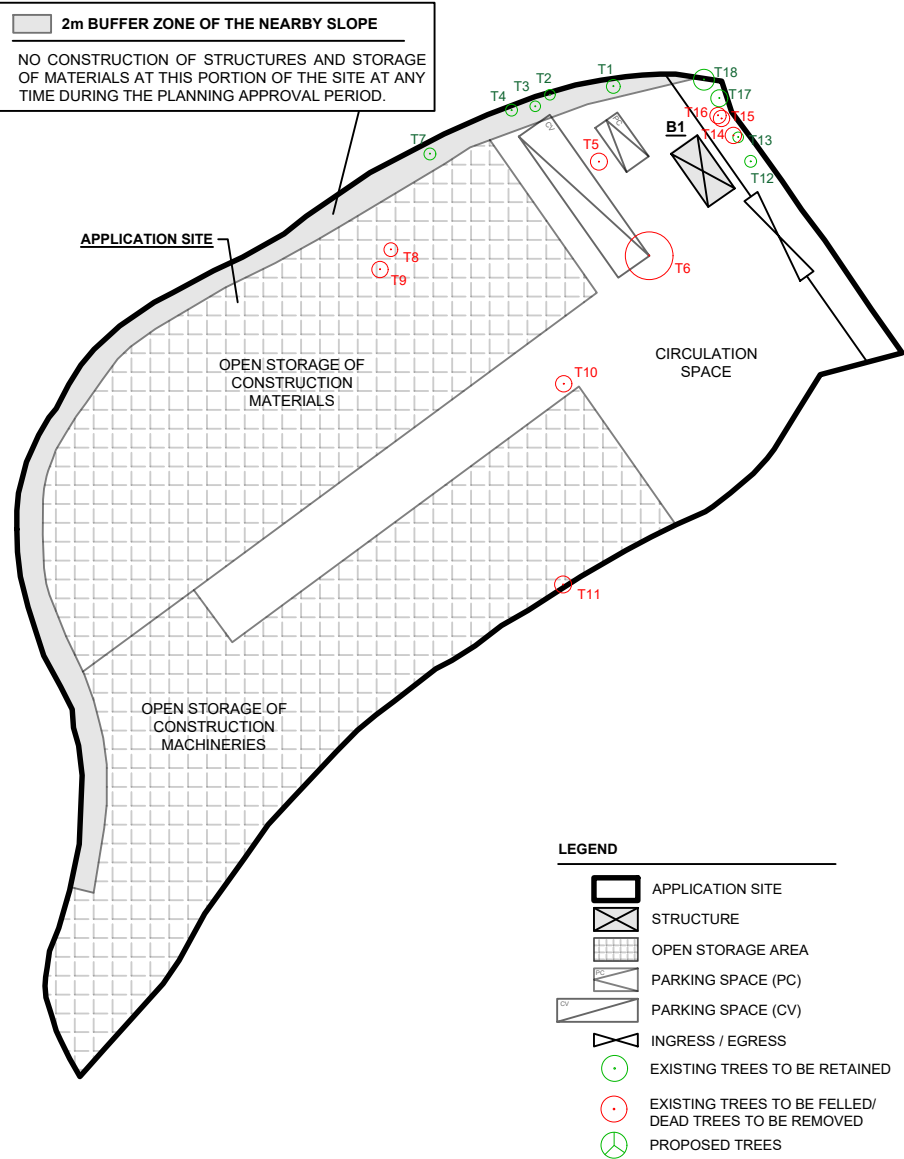 2m BUFFER ZONE OF THE NEARBY SLOPE
NO CONSTRUCTION OF STRUCTURES AND STORAGE
OF MATERIALS AT THIS PORTION OF THE SITE AT ANY
TIME DURING THE PLANNING APPROVAL PERIOD.
T18
T1
T2
T3
T4
T17
T16
T15
T14
T13
T12
T7
CV
PC
B1
T5
T6
APPLICATION SITE
T8
T9
OPEN STORAGE OF
CONSTRUCTION
MATERIALS
CIRCULATION
SPACE
T10
T11
OPEN STORAGE OF
CONSTRUCTION
MACHINERIES
LEGEND
APPLICATION SITE
STRUCTURE
OPEN STORAGE AREA
PC
PARKING SPACE (PC)
CV
PARKING SPACE (CV)
INGRESS / EGRESS
EXISTING TREES TO BE RETAINED
EXISTING TREES TO BE FELLED/
DEAD TREES TO BE REMOVED
PROPOSED TREES